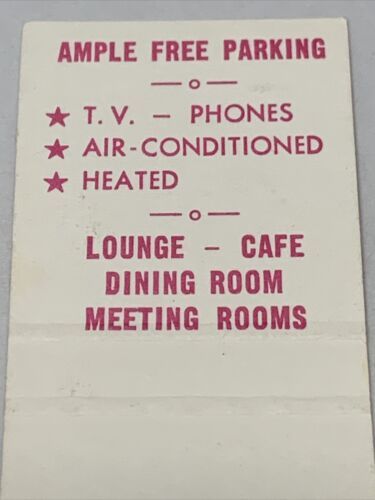 AMPLE FREE PARKING
★ T. V. – PHONES
★ AIR-CONDITIONED
★ HEATED
LOUNGE – CAFE
DINING ROOM
MEETING ROOMS